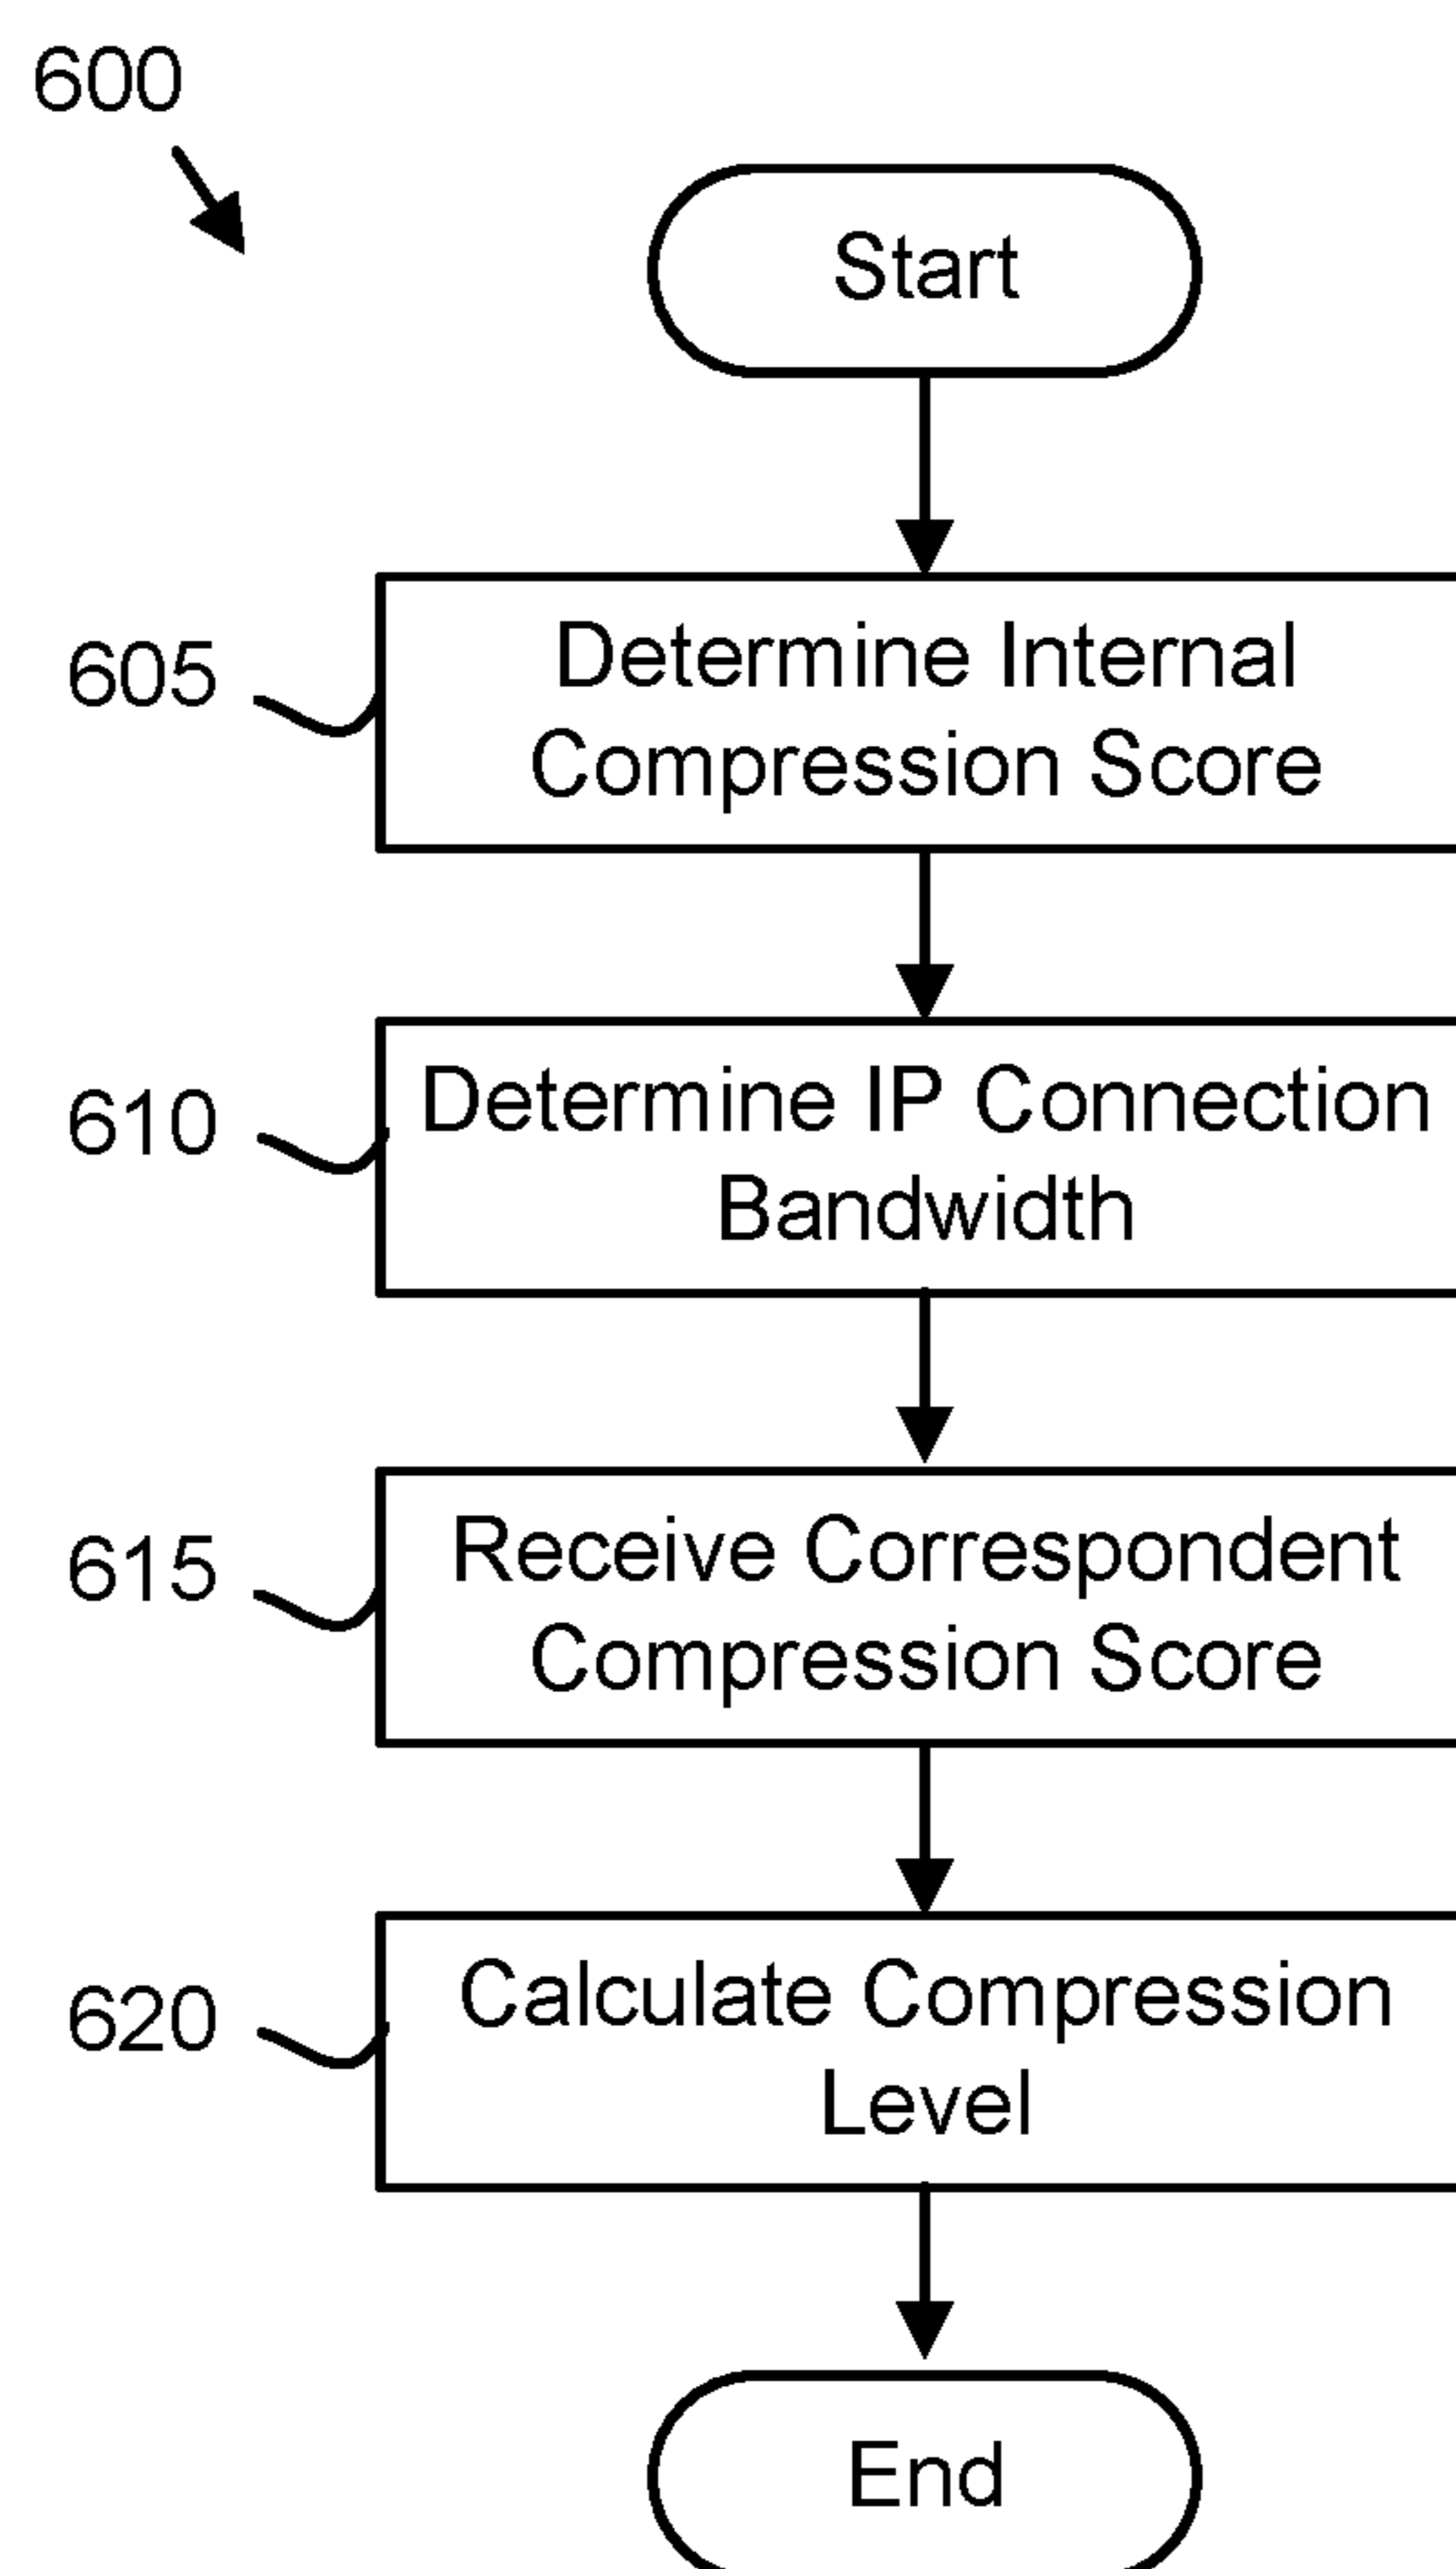 600
Start
605
Determine Internal
Compression Score
610
Determine IP Connection
Bandwidth
615
Receive Correspondent
Compression Score
620
Calculate Compression
Level
End